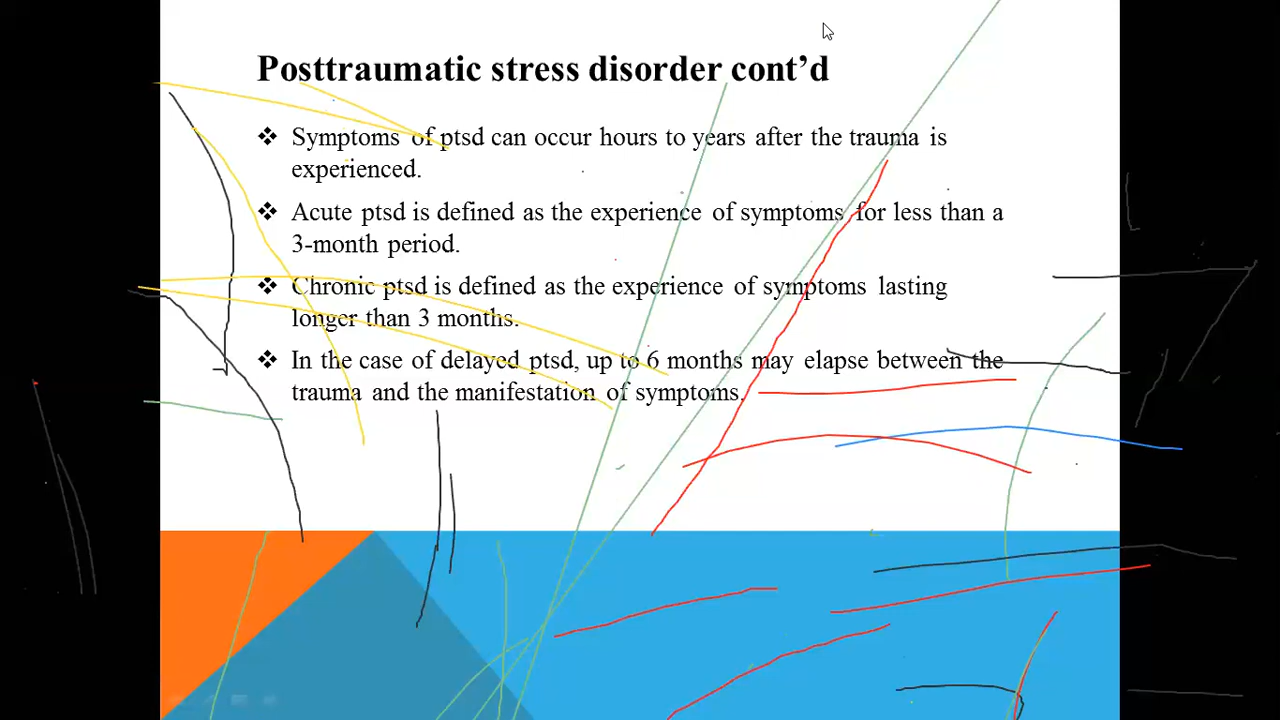 Posttraumatic stress disorder cont’d
❖ Symptoms of ptsd can occur hours to years after the trauma is
experienced.
❖ Acute ptsd is defined as the experience of symptoms for less than a
3-month period.
❖ Chronic ptsd is defined as the experience of symptoms lasting
longer than 3 months.
❖ In the case of delayed ptsd, up to 6 months may elapse between the
trauma and the manifestation of symptoms.